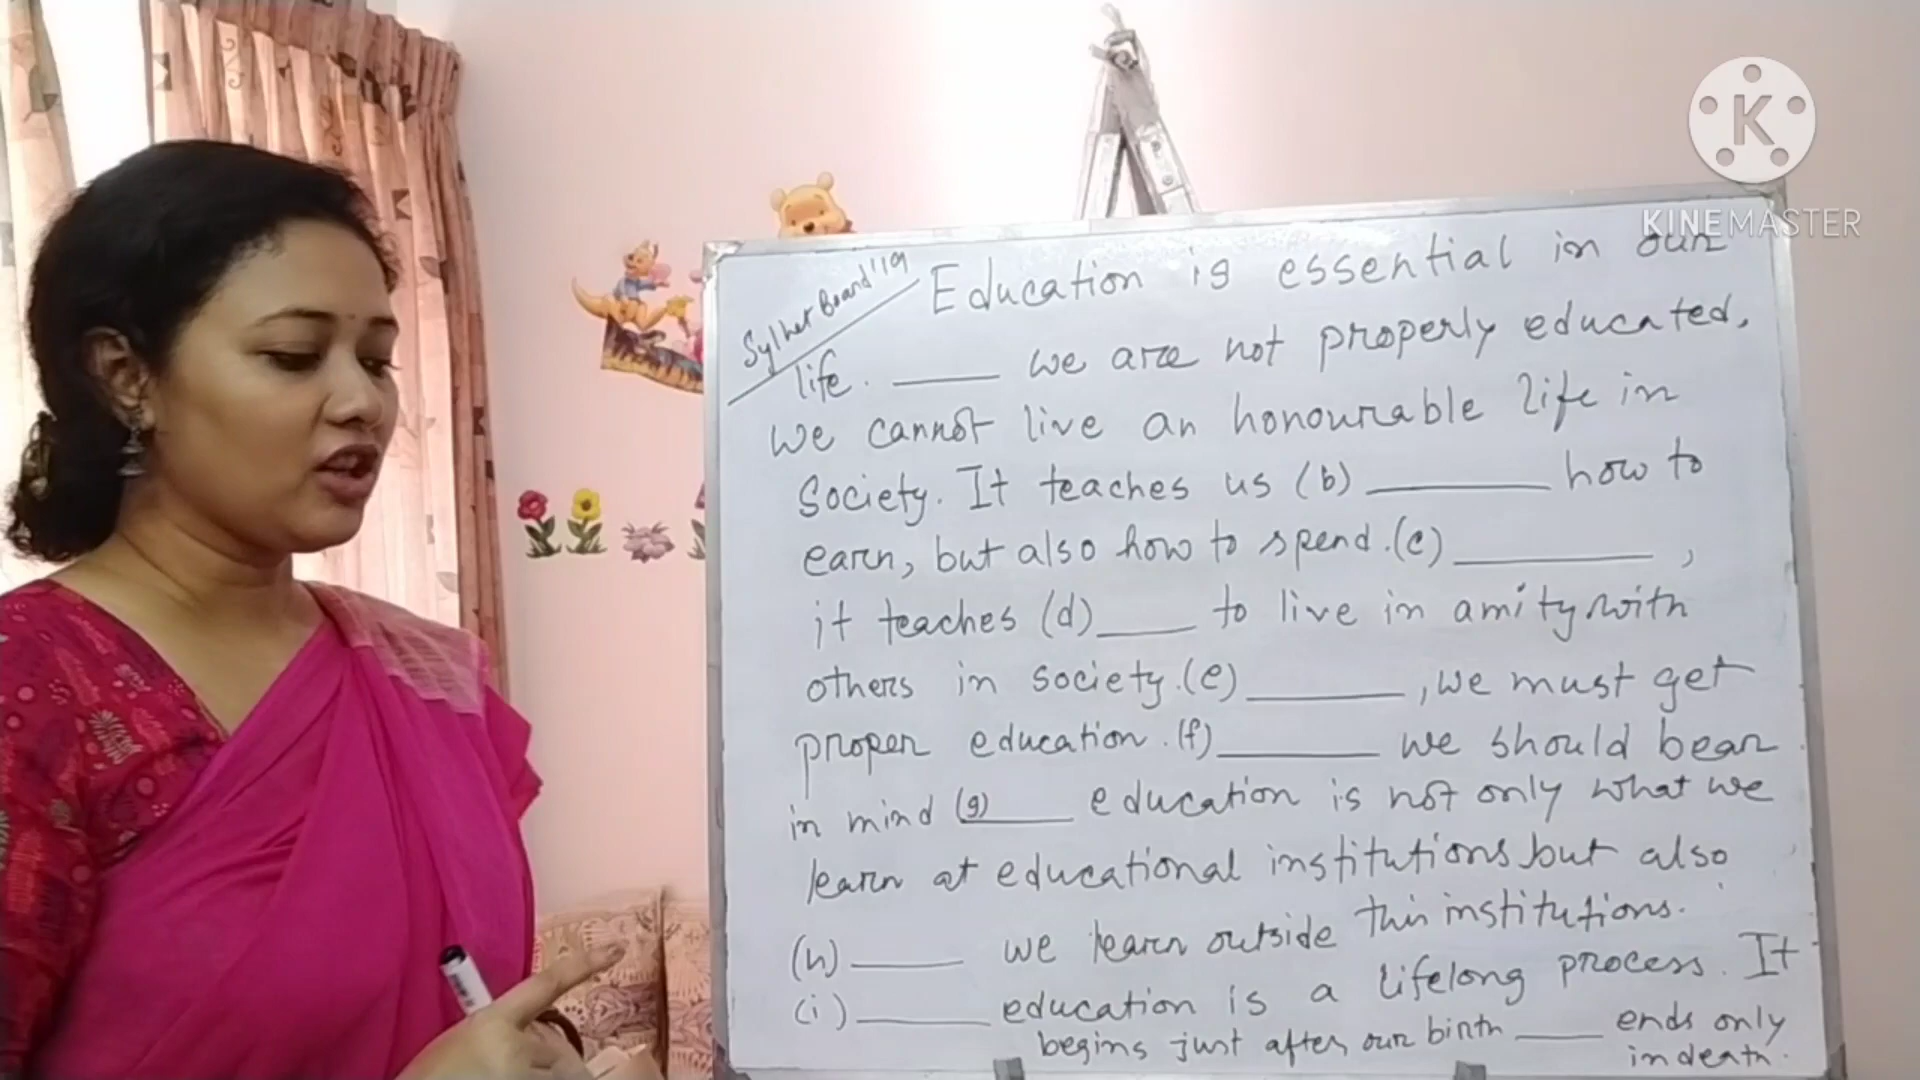 Sylhet Board'19
Education is essential in our
life. ____ we are not properly educated,
we cannot live an honourable life in
Society. It teaches us (b) ____ how to
earn, but also how to spend. (c) ____,
it teaches (d) ____ to live in amity with
others in society. (e) ____, we must get
proper education. (f) ____ we should bear
in mind (g) ____ education is not only what we
learn at educational institutions but also
(h) ____ we learn outside this institutions.
(i) ____ education is a lifelong process. It
begins just after our birth ____ ends only
in death.
K
KINEMASTER